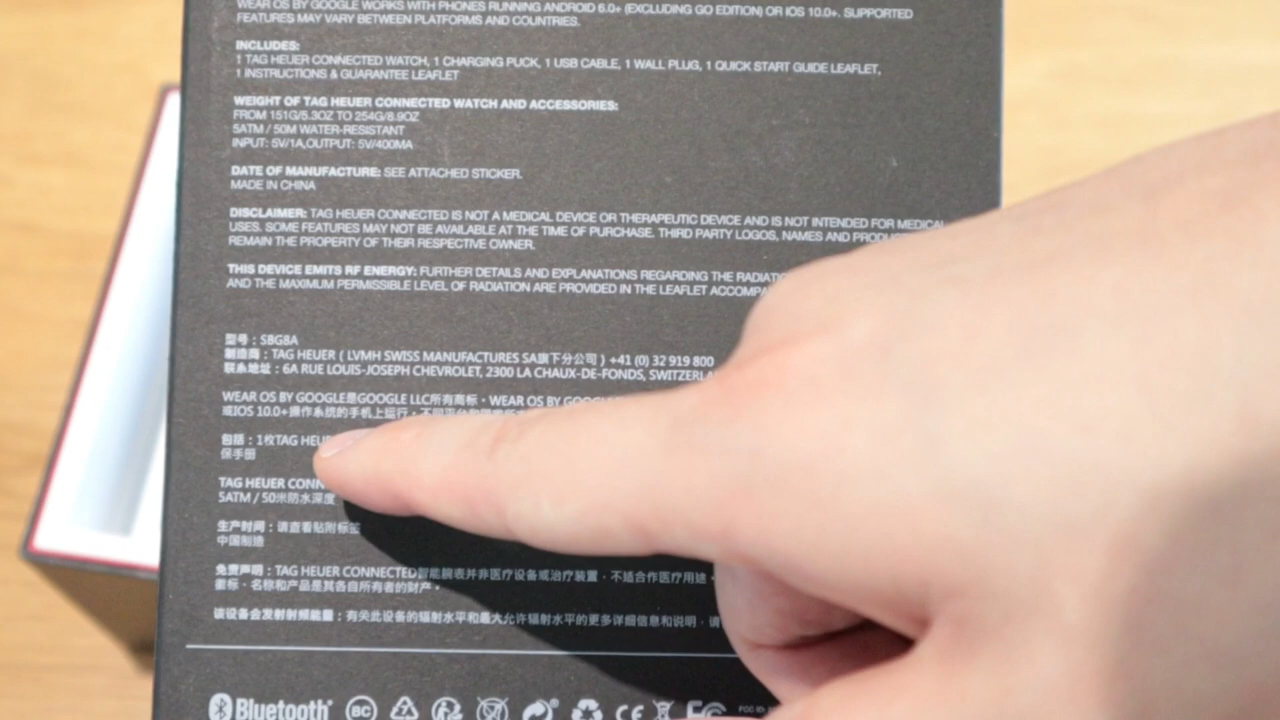 WEAR OS BY GOOGLE WORKS WITH PHONES RUNNING ANDROID 6.0+ (EXCLUDING GO EDITION) OR IOS 10.0+. SUPPORTED
FEATURES MAY VARY BETWEEN PLATFORMS AND COUNTRIES.
INCLUDES:
1 TAG HEUER CONNECTED WATCH, 1 CHARGING PUCK, 1 USB CABLE, 1 WALL PLUG, 1 QUICK START GUIDE LEAFLET,
1 INSTRUCTIONS & GUARANTEE LEAFLET
WEIGHT OF TAG HEUER CONNECTED WATCH AND ACCESSORIES:
FROM 151G/5.3OZ TO 254G/8.9OZ
5ATM / 50M WATER-RESISTANT
INPUT: 5V/1A,OUTPUT: 5V/400MA
DATE OF MANUFACTURE: SEE ATTACHED STICKER.
MADE IN CHINA
DISCLAIMER: TAG HEUER CONNECTED IS NOT A MEDICAL DEVICE OR THERAPEUTIC DEVICE AND IS NOT INTENDED FOR MEDICAL
USES. SOME FEATURES MAY NOT BE AVAILABLE AT THE TIME OF PURCHASE. THIRD PARTY LOGOS, NAMES AND
REMAIN THE PROPERTY OF THEIR RESPECTIVE OWNER.
THIS DEVICE EMITS RF ENERGY: FURTHER DETAILS AND EXPLANATIONS REGARDING THE
AND THE MAXIMUM PERMISSIBLE LEVEL OF RADIATION ARE PROVIDED IN THE LEAFLET
型号：SBG8A
制造商：TAG HEUER（LVMH SWISS MANUFACTURES SA旗下分公司）+41 (0) 32 919 800
联系地址：6A RUE LOUIS-JOSEPH CHEVROLET, 2300 LA CHAUX-DE-FONDS,
WEAR OS BY GOOGLE是GOOGLE LLC所有商标。WEAR OS BY
或IOS 10.0+操作系统的手机上运行。
包括：1枚TAG
保手册
TAG HEUER
5ATM / 50米防水深度
生产时间：请查看贴附标签
中国制造
免责声明：TAG HEUER CONNECTED智能腕表并非医疗设备或治疗装置，不适合作医疗用途。
徽标、名称和产品是其各自所有者的财产。
该设备会发射射频能量：有关此设备的辐射水平和最大允许辐射水平的更多详细信息和说明，请
Bluetooth
BC
CE
FC
FCC ID: